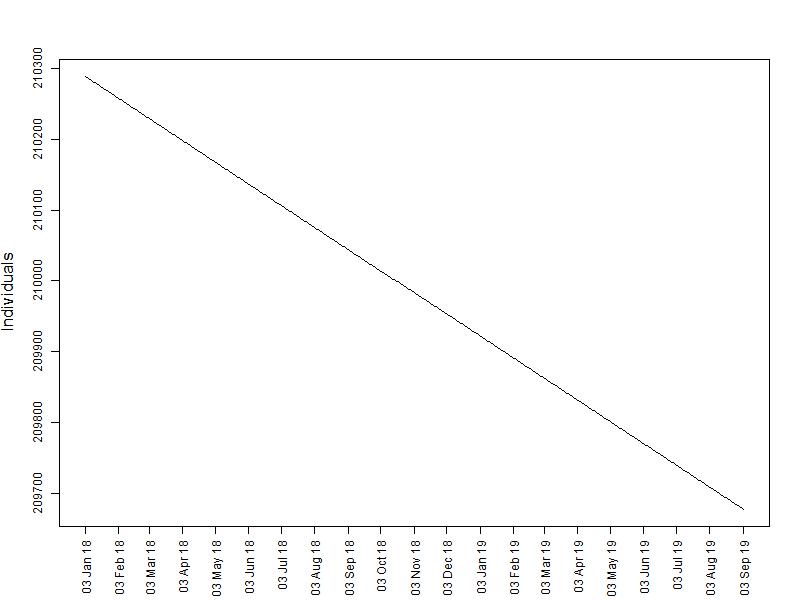 Individuals
210300
210200
210100
210000
209900
209800
209700
03 Jan 18
03 Feb 18
03 Mar 18
03 Apr 18
03 May 18
03 Jun 18
03 Jul 18
03 Aug 18
03 Sep 18
03 Oct 18
03 Nov 18
03 Dec 18
03 Jan 19
03 Feb 19
03 Mar 19
03 Apr 19
03 May 19
03 Jun 19
03 Jul 19
03 Aug 19
03 Sep 19